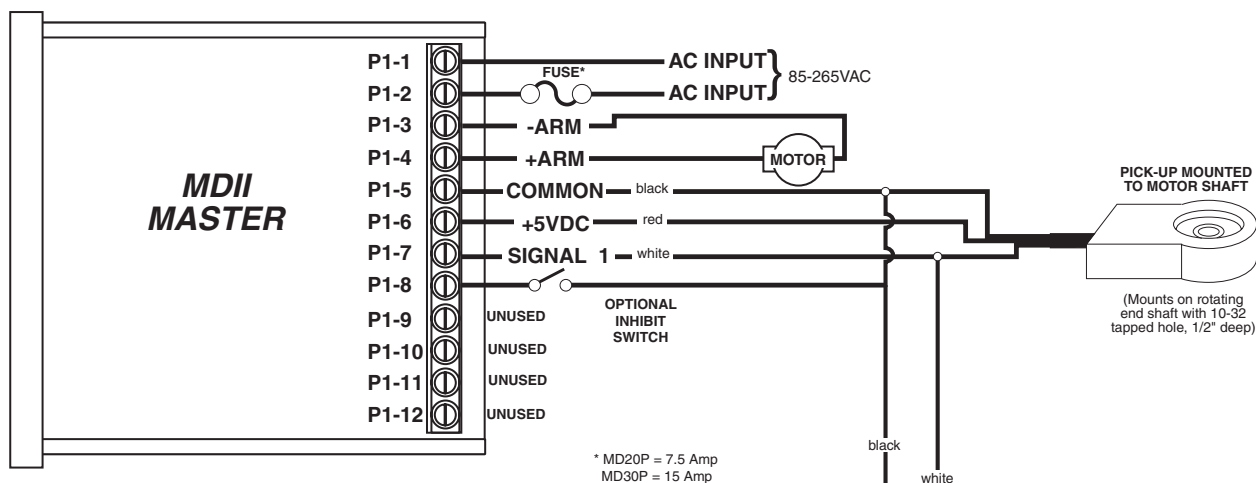 P1-1
AC INPUT
FUSE*
85-265VAC
P1-2
AC INPUT
P1-3
-ARM
P1-4
+ARM
MOTOR
MDII
MASTER
P1-5
COMMON
black
P1-6
+5VDC
red
P1-7
SIGNAL 1
white
P1-8
OPTIONAL
INHIBIT
SWITCH
P1-9
UNUSED
P1-10
UNUSED
P1-11
UNUSED
P1-12
UNUSED
PICK-UP MOUNTED
TO MOTOR SHAFT
(Mounts on rotating
end shaft with 10-32
tapped hole, 1/2" deep)
black
white
* MD20P = 7.5 Amp
MD30P = 15 Amp